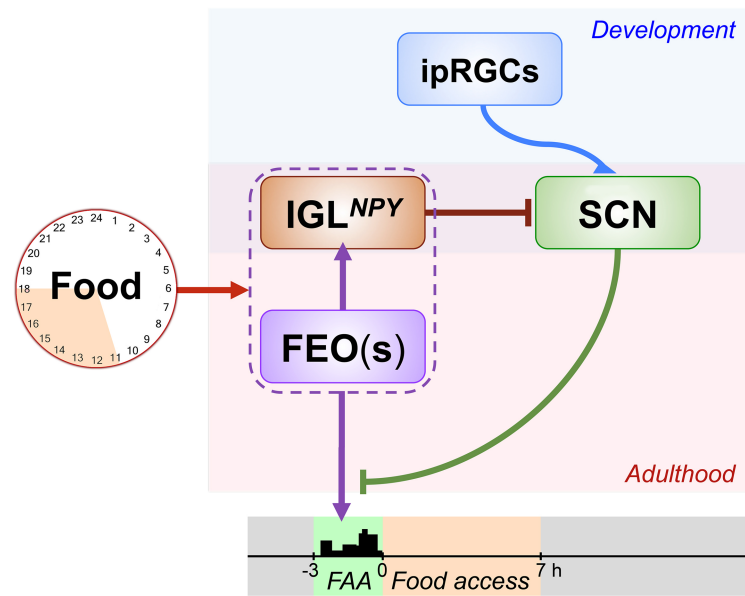 Development
ipRGCs
IGL^NPY
SCN
24 1 2 3 4 5 6 7 8 9 10 11 12 13 14 15 16 17 18 19 20 21 22 23
Food
FEO(s)
Adulthood
-3 0 7 h
FAA Food access